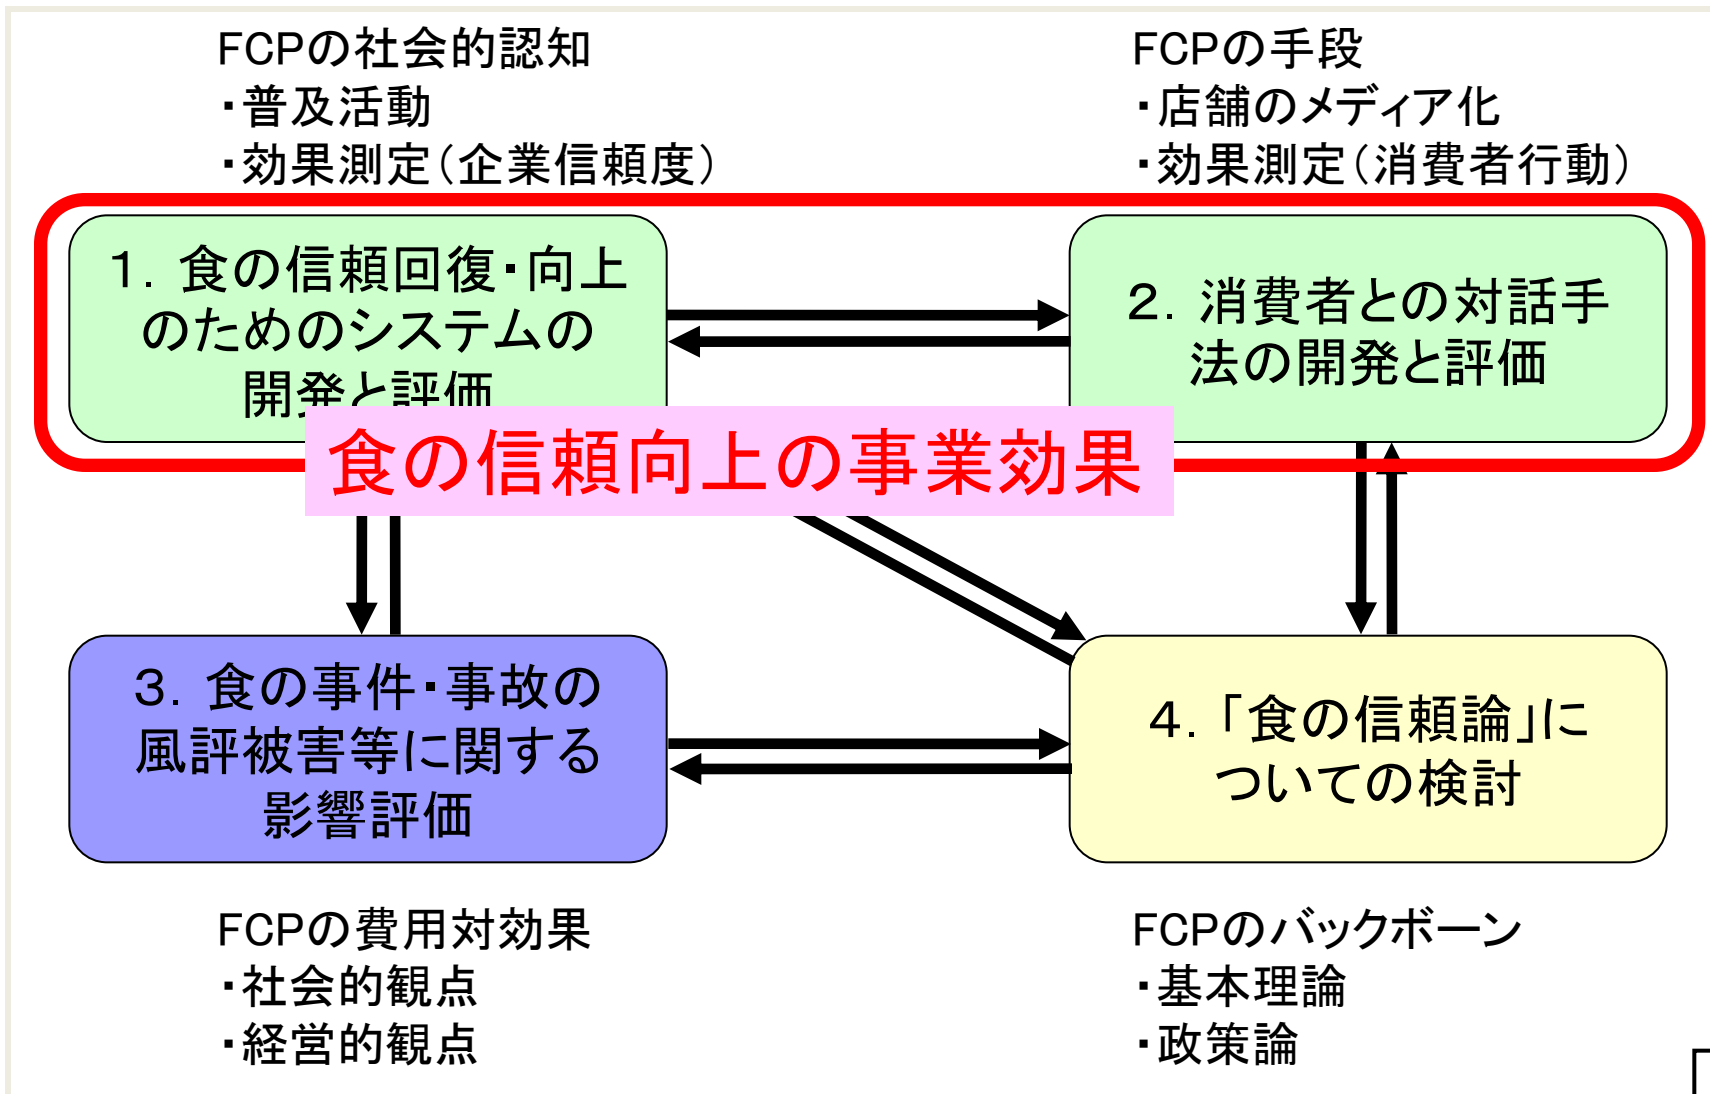 FCPの社会的認知
・普及活動
・効果測定（企業信頼度）
FCPの手段
・店舗のメディア化
・効果測定（消費者行動）
１．食の信頼回復・向上
のためのシステムの
開発と評価
２．消費者との対話手
法の開発と評価
食の信頼向上の事業効果
３．食の事件・事故の
風評被害等に関する
影響評価
４．「食の信頼論」に
ついての検討
FCPの費用対効果
・社会的観点
・経営的観点
FCPのバックボーン
・基本理論
・政策論
「